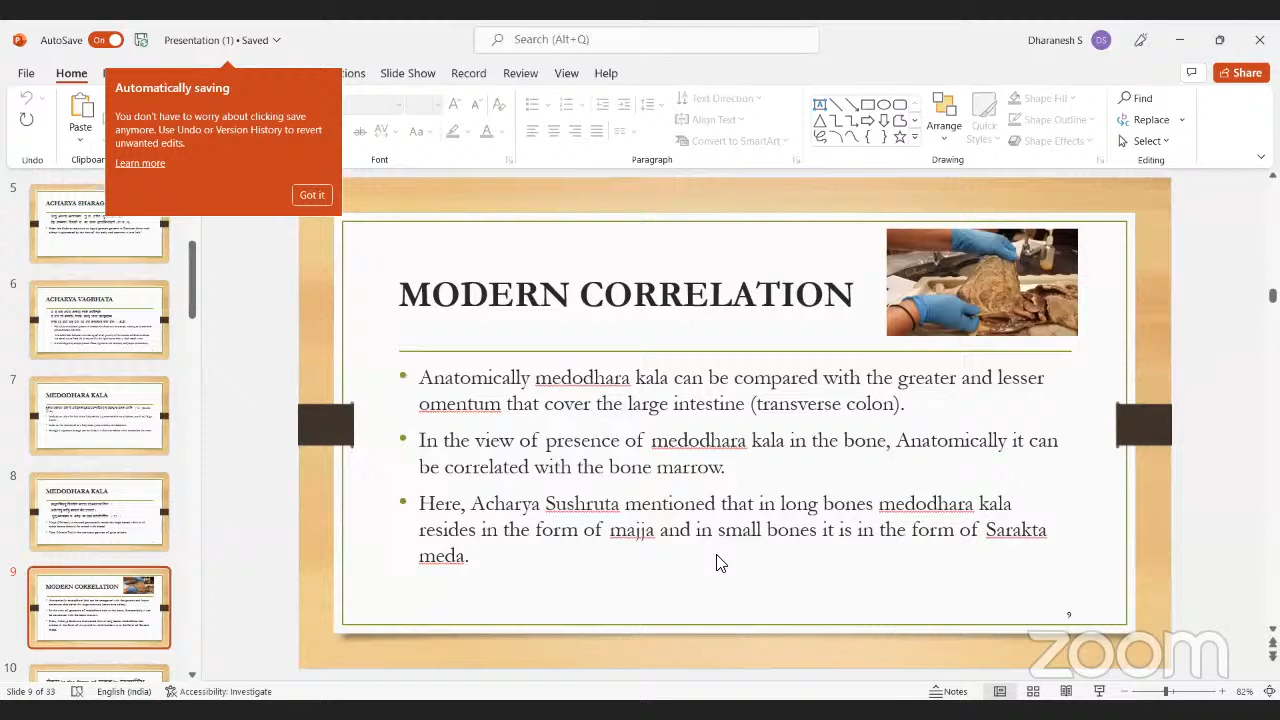 AutoSave On Presentation (1) • Saved Search (Alt+Q) Dharanesh S DS
File Home Slide Show Record Review View Help Share
Automatically saving
You don't have to worry about clicking save
anymore. Use Undo or Version History to revert
unwanted edits.
Learn more
Got it
Paste
Undo Clipboard Font Paragraph Drawing Editing
Text Direction
Align Text
Convert to SmartArt
Arrange
Quick
Styles
Shape Fill
Shape Outline
Shape Effects
Find
Replace
Select
5
6
ACHARYA VAGBHATA
7
MEDODHARA KALA
8
MEDODHARA KALA
9
MODERN CORRELATION
10
MODERN CORRELATION
• Anatomically medodhara kala can be compared with the greater and lesser
omentum that cover the large intestine (transverse colon).
• In the view of presence of medodhara kala in the bone, Anatomically it can
be correlated with the bone marrow.
• Here, Acharya Sushruta mentioned that in long bones medodhara kala
resides in the form of majja and in small bones it is in the form of Sarakta
meda.
9
zoom
Slide 9 of 33 English (India) Accessibility: Investigate Notes 82%